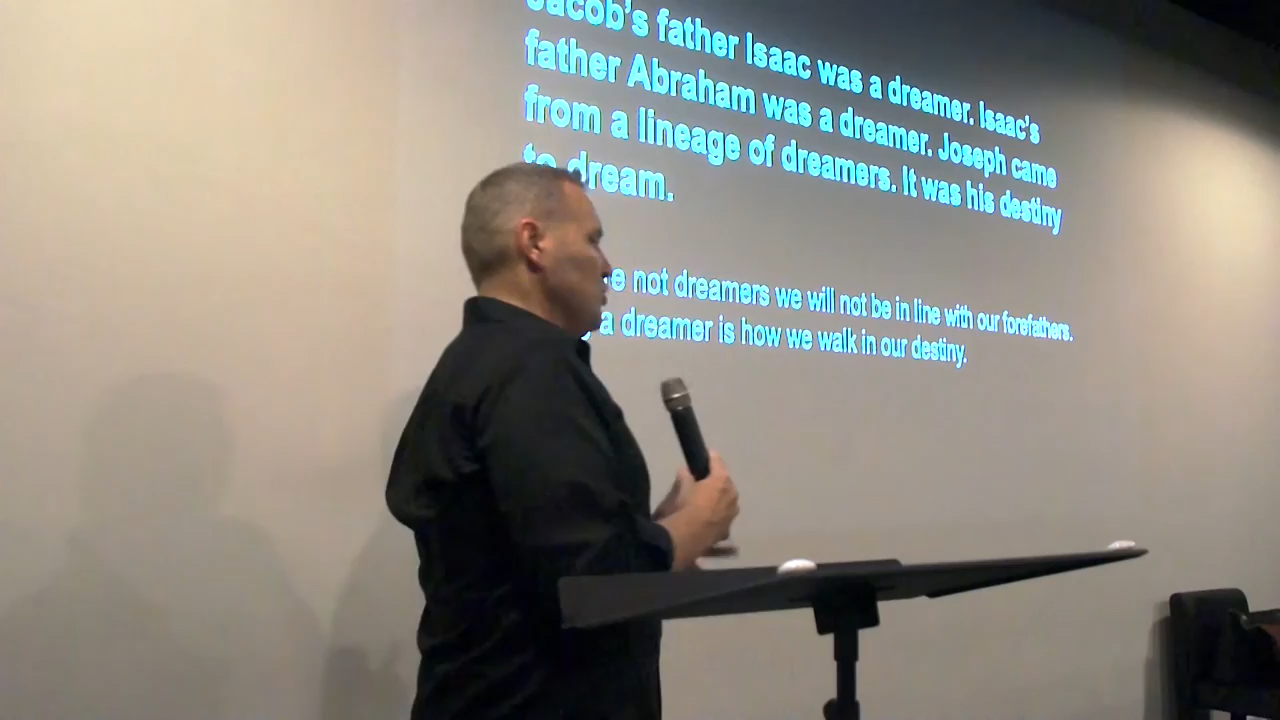 Jacob's father Isaac was a dreamer. Isaac's
father Abraham was a dreamer. Joseph came
from a lineage of dreamers. It was his destiny
to dream.
not dreamers we will not be in line with our forefathers.
a dreamer is how we walk in our destiny.